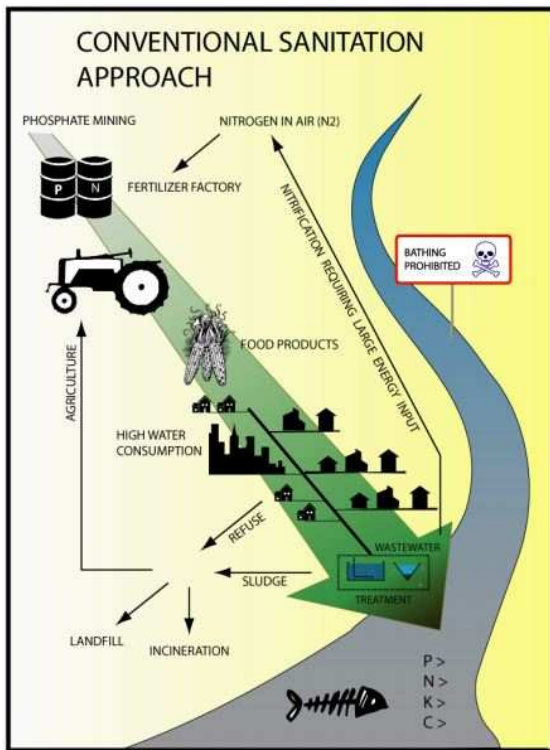 CONVENTIONAL SANITATION
APPROACH
PHOSPHATE MINING
NITROGEN IN AIR (N2)
P N
FERTILIZER FACTORY
NITRIFICATION REQUIRING LARGE ENERGY INPUT
BATHING
PROHIBITED
FOOD PRODUCTS
AGRICULTURE
HIGH WATER
CONSUMPTION
REFUSE
WASTEWATER
TREATMENT
SLUDGE
LANDFILL
INCINERATION
P >
N >
K >
C >